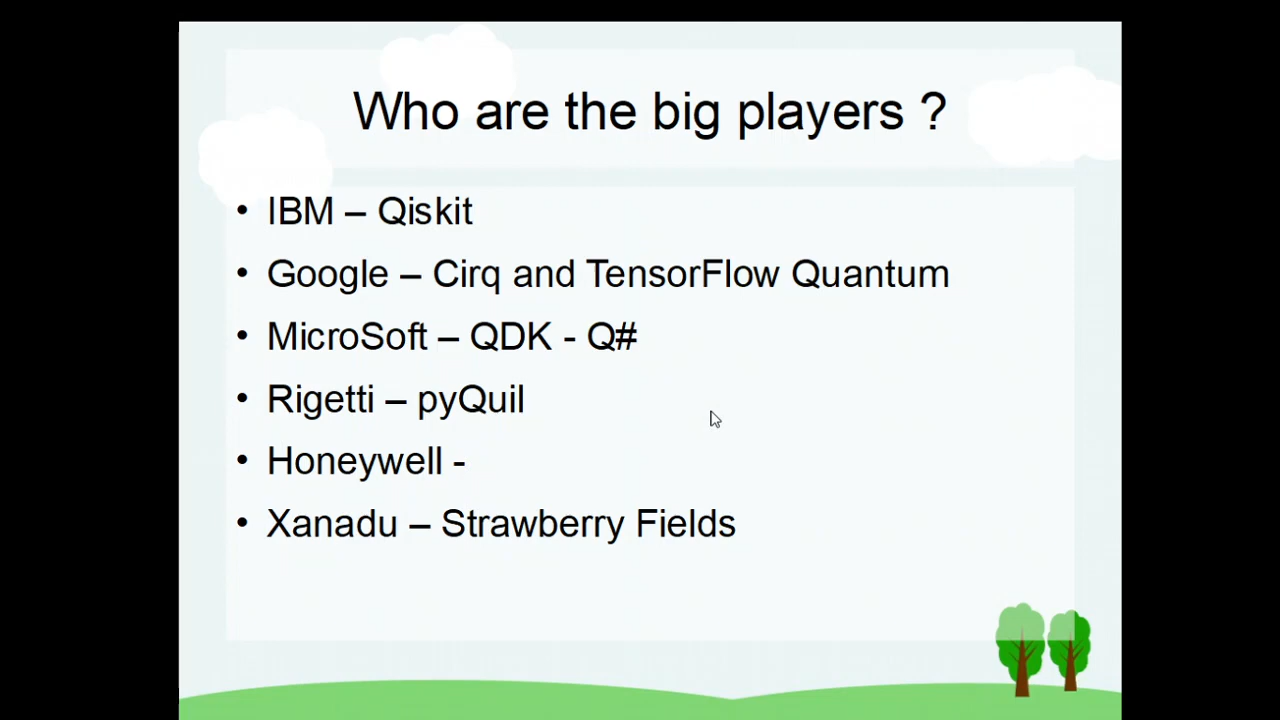 Who are the big players ?
• IBM – Qiskit
• Google – Cirq and TensorFlow Quantum
• MicroSoft – QDK - Q#
• Rigetti – pyQuil
• Honeywell -
• Xanadu – Strawberry Fields